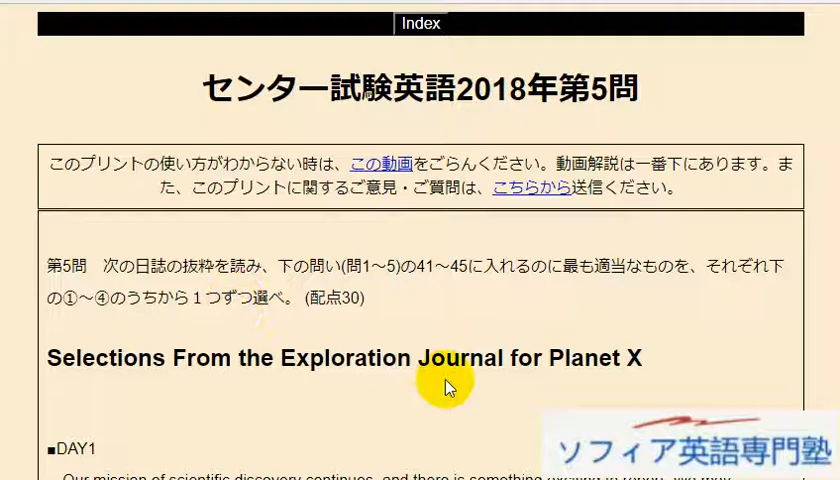 Index
センター試験英語2018年第5問
このプリントの使い方がわからない時は、この動画をごらんください。動画解説は一番下にあります。ま
た、このプリントに関するご意見・ご質問は、こちらから送信ください。
第5問　次の日誌の抜粋を読み、下の問い(問1～5)の41～45に入れるのに最も適当なものを、それぞれ下
の①～④のうちから１つずつ選べ。 (配点30)
Selections From the Exploration Journal for Planet X
■DAY1
Our mission of scientific discovery continues, and there is something exciting to report. We may
ソフィア英語専門塾